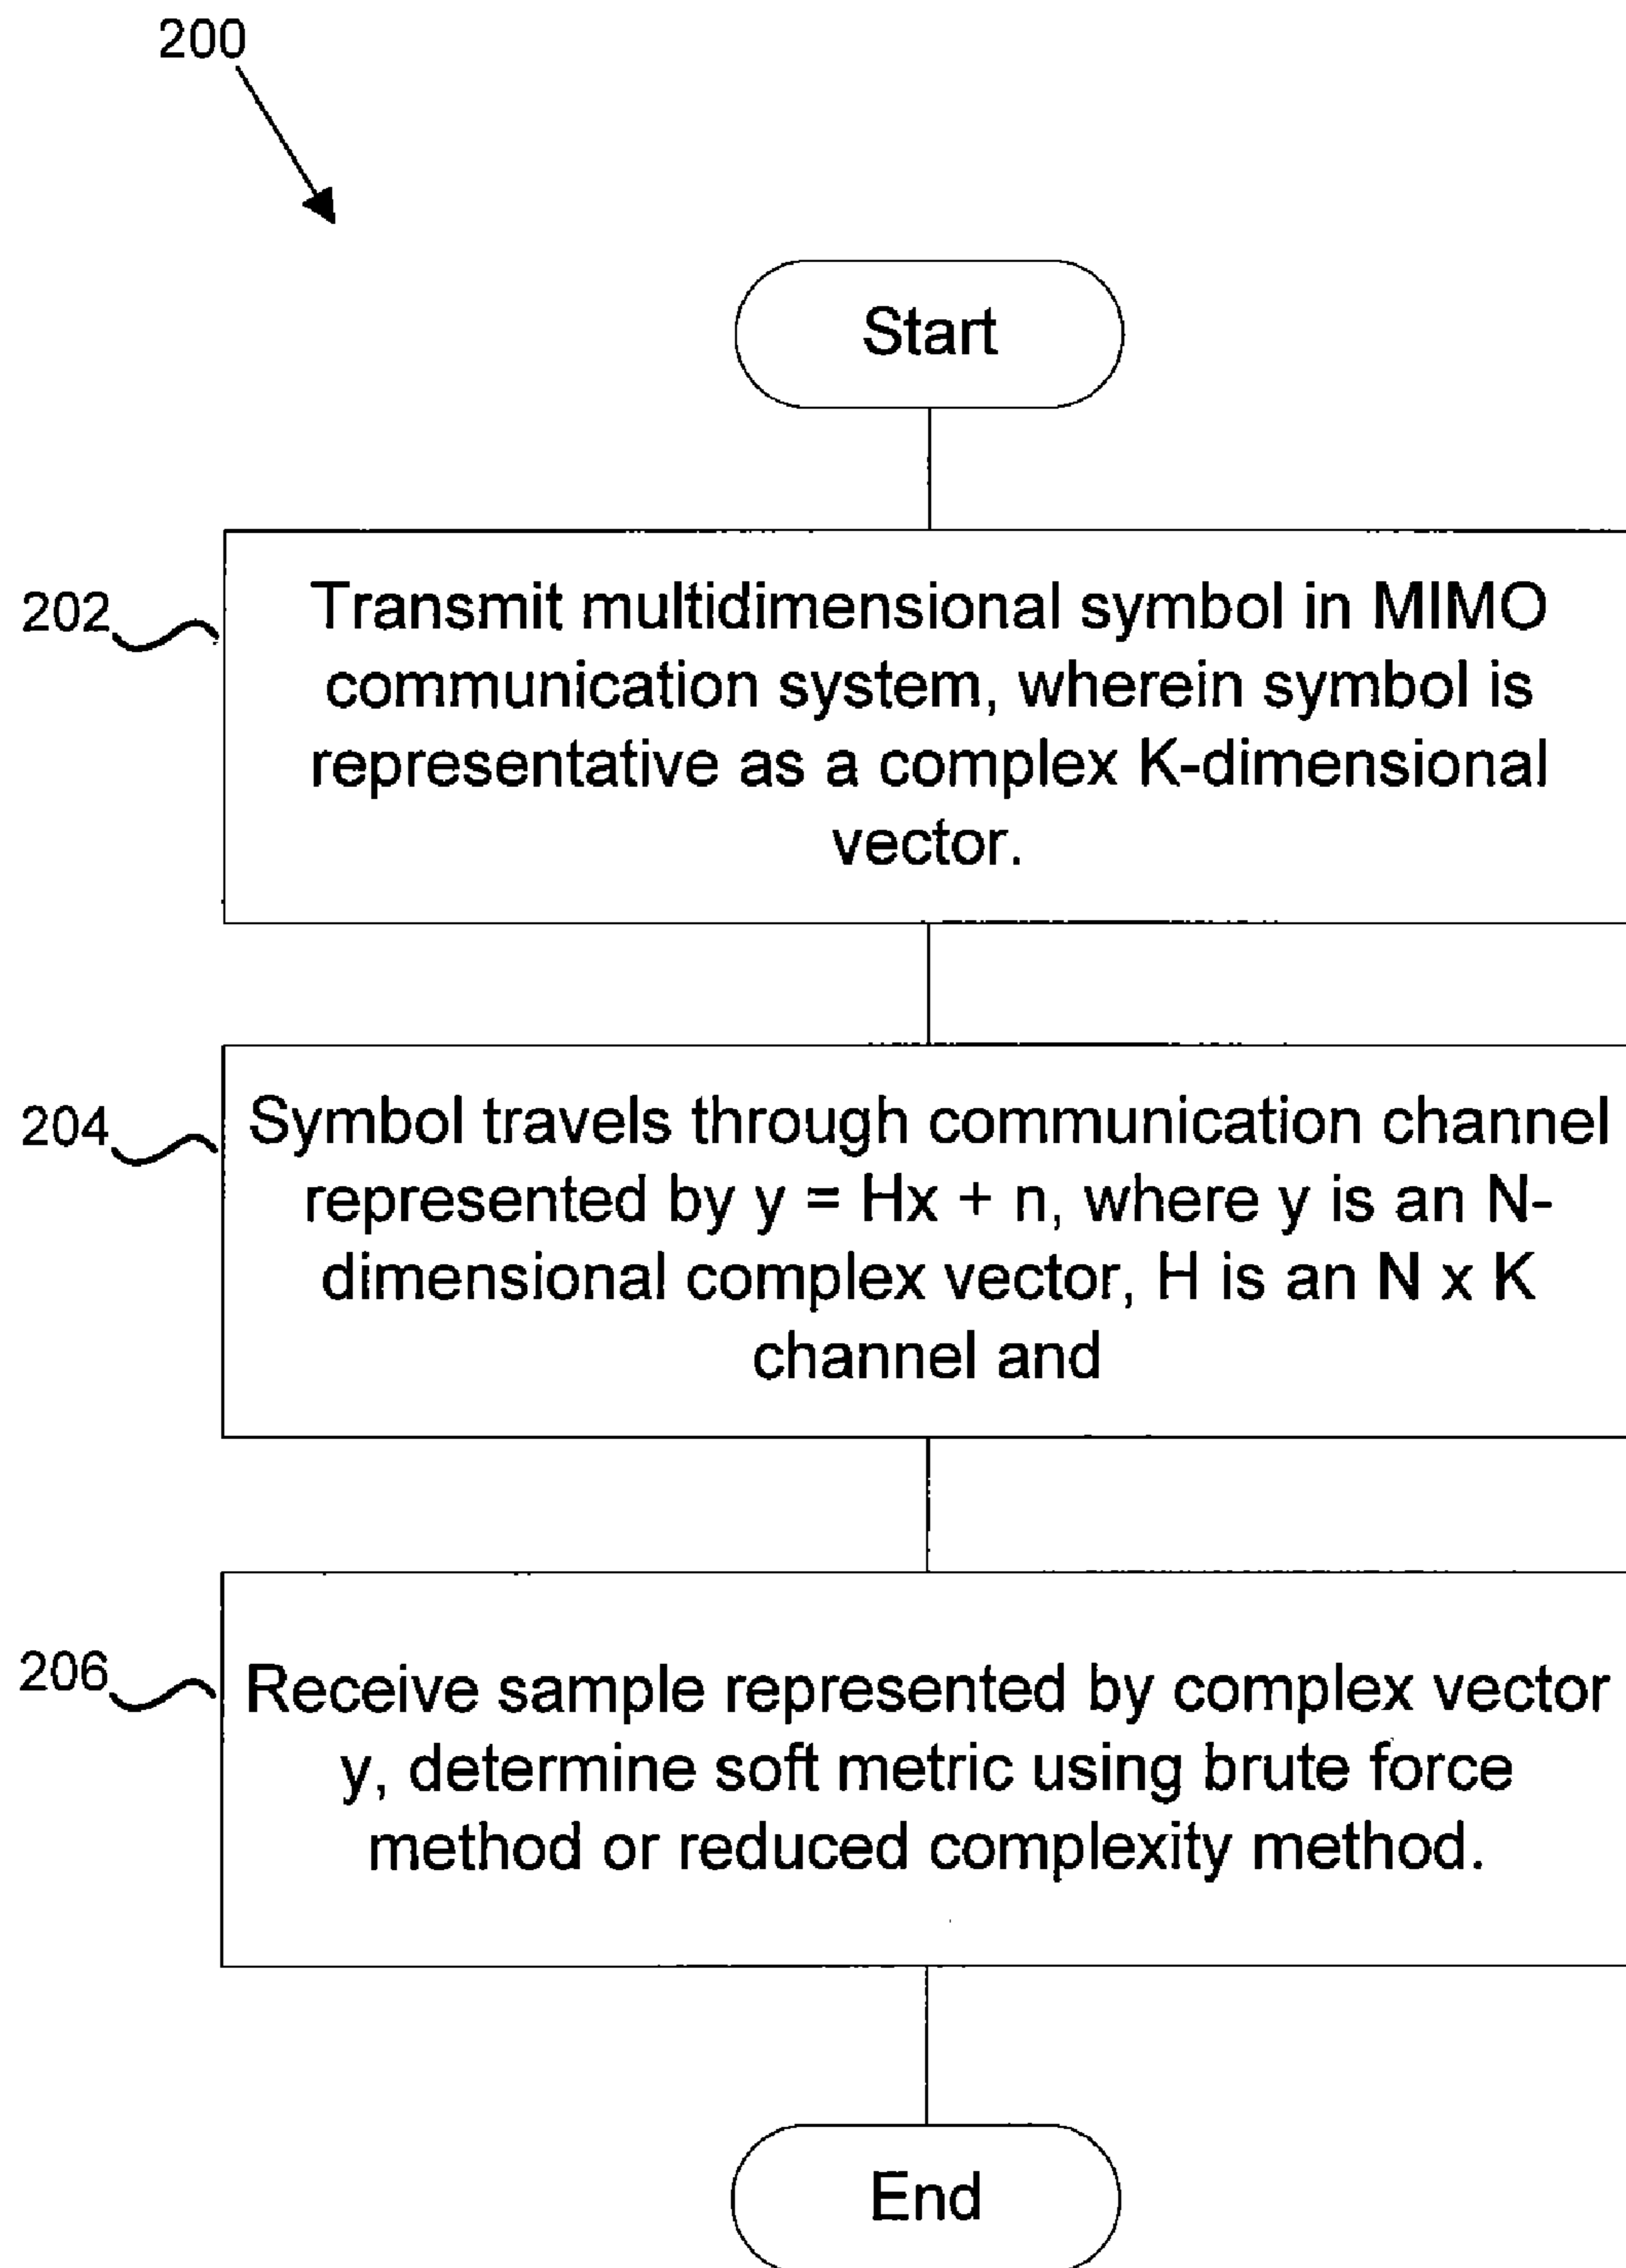 200
Start
202
Transmit multidimensional symbol in MIMO
communication system, wherein symbol is
representative as a complex K-dimensional
vector.
204
Symbol travels through communication channel
represented by y = Hx + n, where y is an N-
dimensional complex vector, H is an N x K
channel and
206
Receive sample represented by complex vector
y, determine soft metric using brute force
method or reduced complexity method.
End